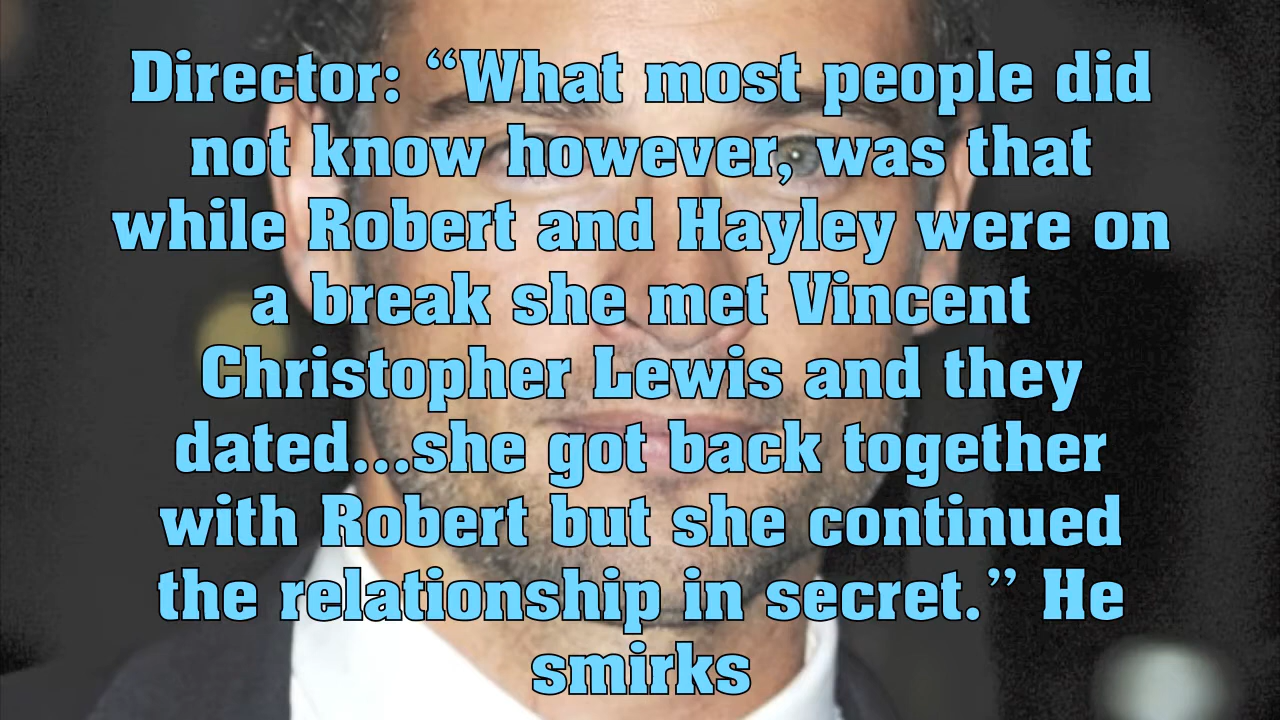 Director: “What most people did
not know however, was that
while Robert and Hayley were on
a break she met Vincent
Christopher Lewis and they
dated...she got back together
with Robert but she continued
the relationship in secret.” He
smirks